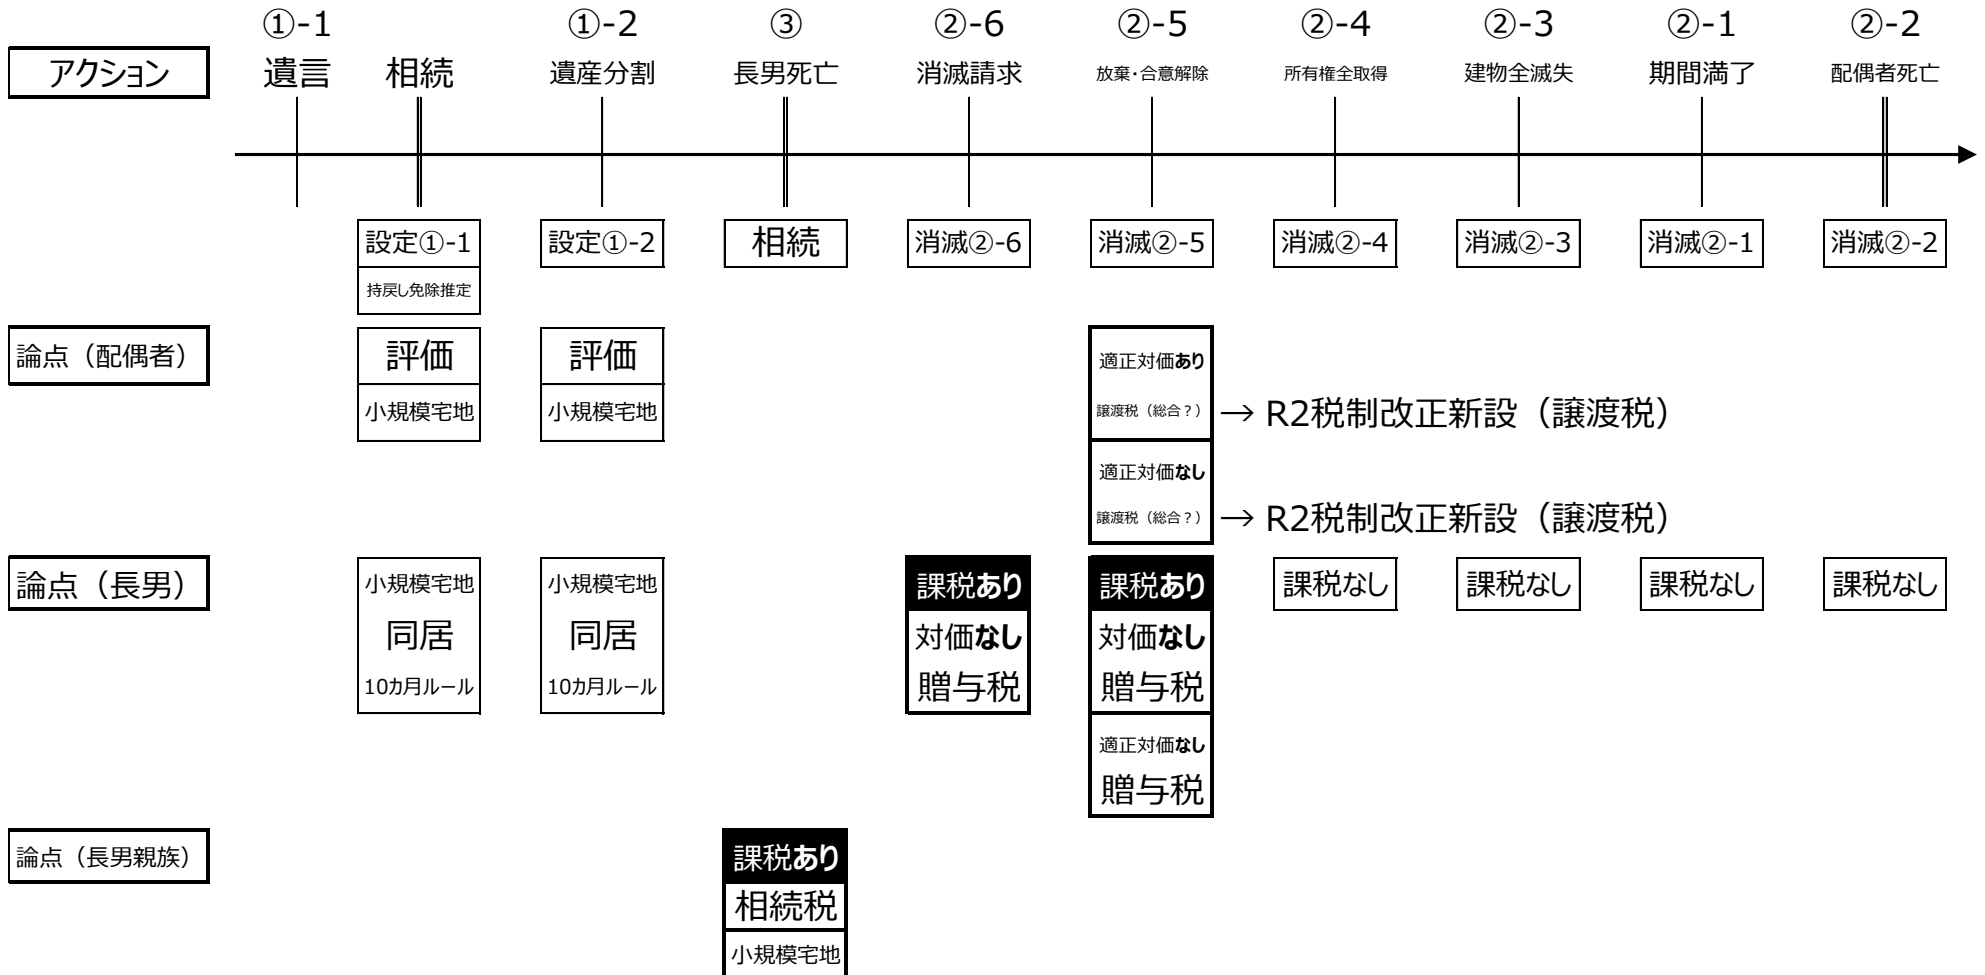 ①-1 ①-2 ③ ②-6 ②-5 ②-4 ②-3 ②-1 ②-2
アクション 遺言 相続 遺産分割 長男死亡 消滅請求 放棄・合意解除 所有権全取得 建物全滅失 期間満了 配偶者死亡
設定①-1 設定①-2 相続 消滅②-6 消滅②-5 消滅②-4 消滅②-3 消滅②-1 消滅②-2
持戻し免除推定
論点（配偶者） 評価 評価 適正対価あり
小規模宅地 小規模宅地 譲渡税（総合？） → R2税制改正新設（譲渡税）
適正対価なし
譲渡税（総合？） → R2税制改正新設（譲渡税）
論点（長男） 小規模宅地 小規模宅地 課税あり 課税あり 課税なし 課税なし 課税なし 課税なし
同居 同居 対価なし 対価なし
10カ月ルール 10カ月ルール 贈与税 贈与税
適正対価なし
贈与税
論点（長男親族） 課税あり
相続税
小規模宅地